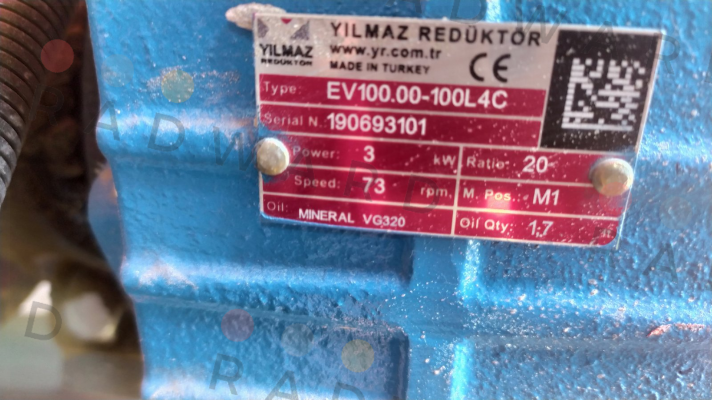 YILMAZ REDÜKTÖR
YILMAZ
REDÜKTÖR
www.yr.com.tr
MADE IN TURKEY
CE
Type: EV100.00-100L4C
Serial N. 190693101
Power: 3 kW Ratio: 20
Speed: 73 rpm. M. Pos.: M1
Oil: MINERAL VG320 Oil Qty: 1.7 lt
A D W O R A
R A D
D